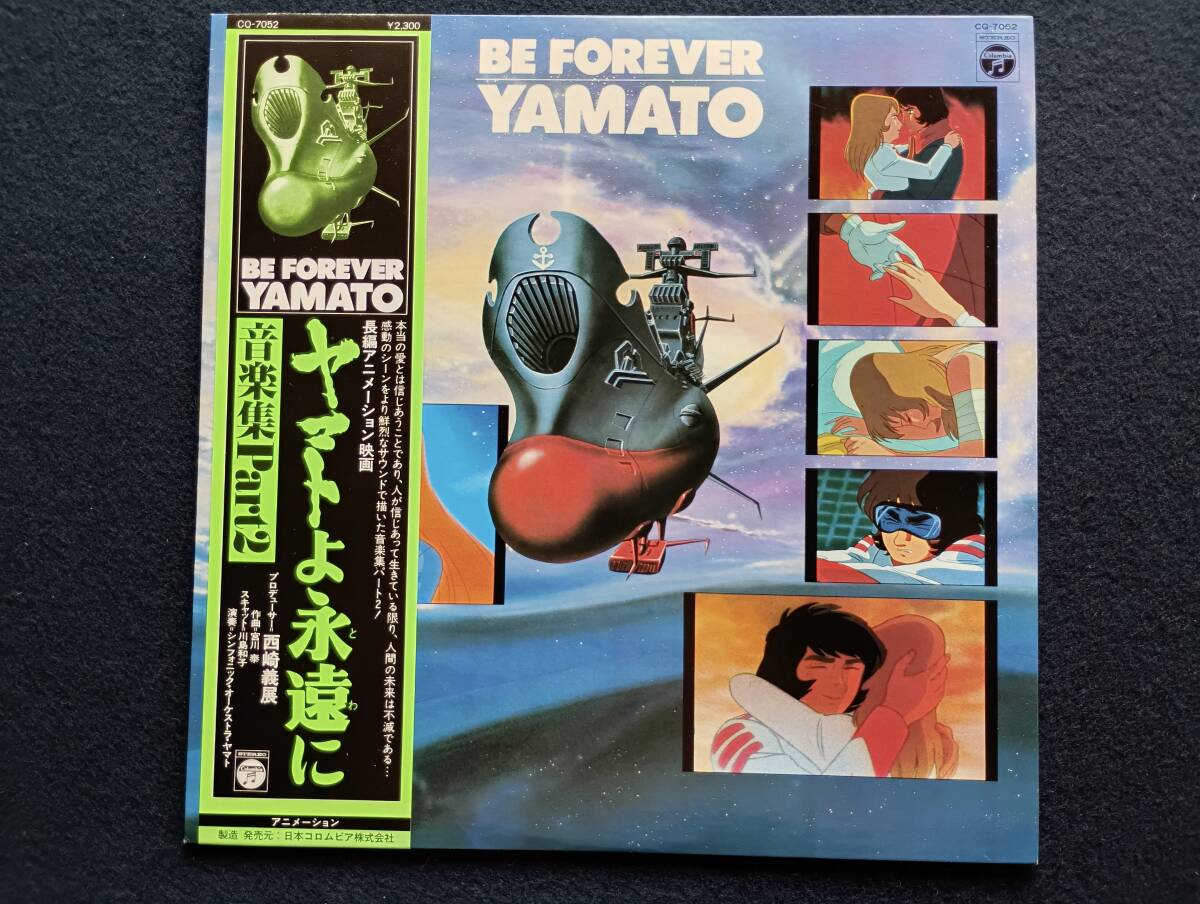 CQ-7052 ¥2,300
BE FOREVER
YAMATO
ヤマトよ永遠に
とわ
音楽集 Part2
本当の愛とは信じあうことであり、人が信じあって生きている限り、人間の未来は不滅である…
感動のシーンをより鮮烈なサウンドで描いた音楽集パート2!
長編アニメーション映画
プロデューサー=西崎義展
作曲=宮川 泰
スキャット=川島和子
演奏=シンフォニック・オーケストラ・ヤマト
STEREO
Columbia
アニメーション
製造 発売元:日本コロムビア株式会社
BE FOREVER
YAMATO
CQ-7052
STEREO
Columbia